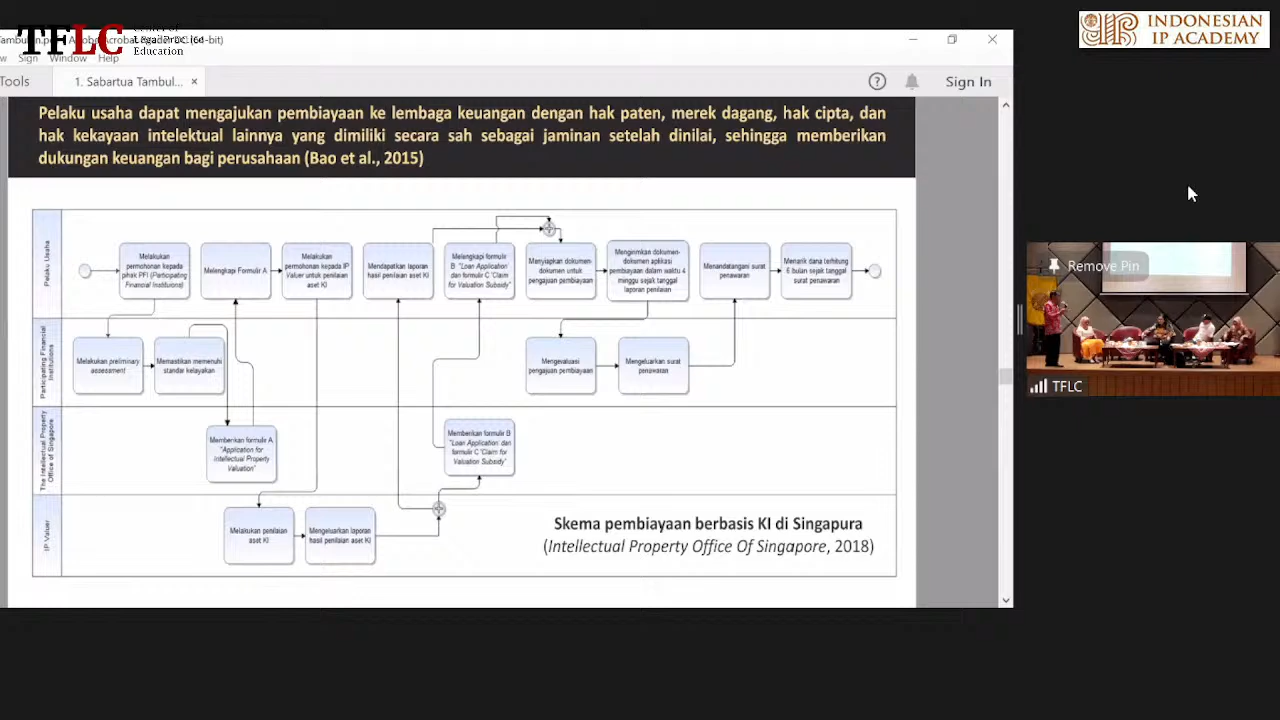 TFLC
Center of
Legal Practice
Education
INDONESIAN
IP ACADEMY
Sign Window Help
Tools
1. Sabartua Tambul... ×
Sign In
Pelaku usaha dapat mengajukan pembiayaan ke lembaga keuangan dengan hak paten, merek dagang, hak cipta, dan
hak kekayaan intelektual lainnya yang dimiliki secara sah sebagai jaminan setelah dinilai, sehingga memberikan
dukungan keuangan bagi perusahaan (Bao et al., 2015)
Pelaku Usaha
Melakukan
permohonan kepada
pihak PFI (Participating
Financial Institutions)
Melengkapi Formulir A
Melakukan
permohonan kepada IP
Valuer untuk penilaian
aset KI
Mendapatkan laporan
hasil penilaian aset KI
Melengkapi formulir
B "Loan Application
dan formulir C "Claim
for Valuation Subsidy"
Menyiapkan dokumen-
dokumen untuk
pengajuan pembiayaan
Mengirimkan dokumen-
dokumen aplikasi
pembayaan dalam waktu 4
minggu sejak tanggal
laporan penilaian
Menandatangani surat
penawaran
Menarik dana terhitung
6 bulan sejak tanggal
surat penawaran
Participating Financial
Institutions
Melakukan preliminary
assessment
Memastikan memenuhi
standar kelayakan
Mengevaluasi
pengajuan pembiayaan
Mengeluarkan surat
penawaran
The Intellectual Property
Office of Singapore
Memberikan formulir A
"Application for
Intellectual Property
Valuation"
Memberikan formulir B
"Loan Application' dan
formulir C 'Claim for
Valuation Subsidy"
IP Valuer
Melakukan penilaian
aset KI
Mengeluarkan laporan
hasil penilaian aset KI
Skema pembiayaan berbasis KI di Singapura
(Intellectual Property Office Of Singapore, 2018)
Remove Pin
TFLC